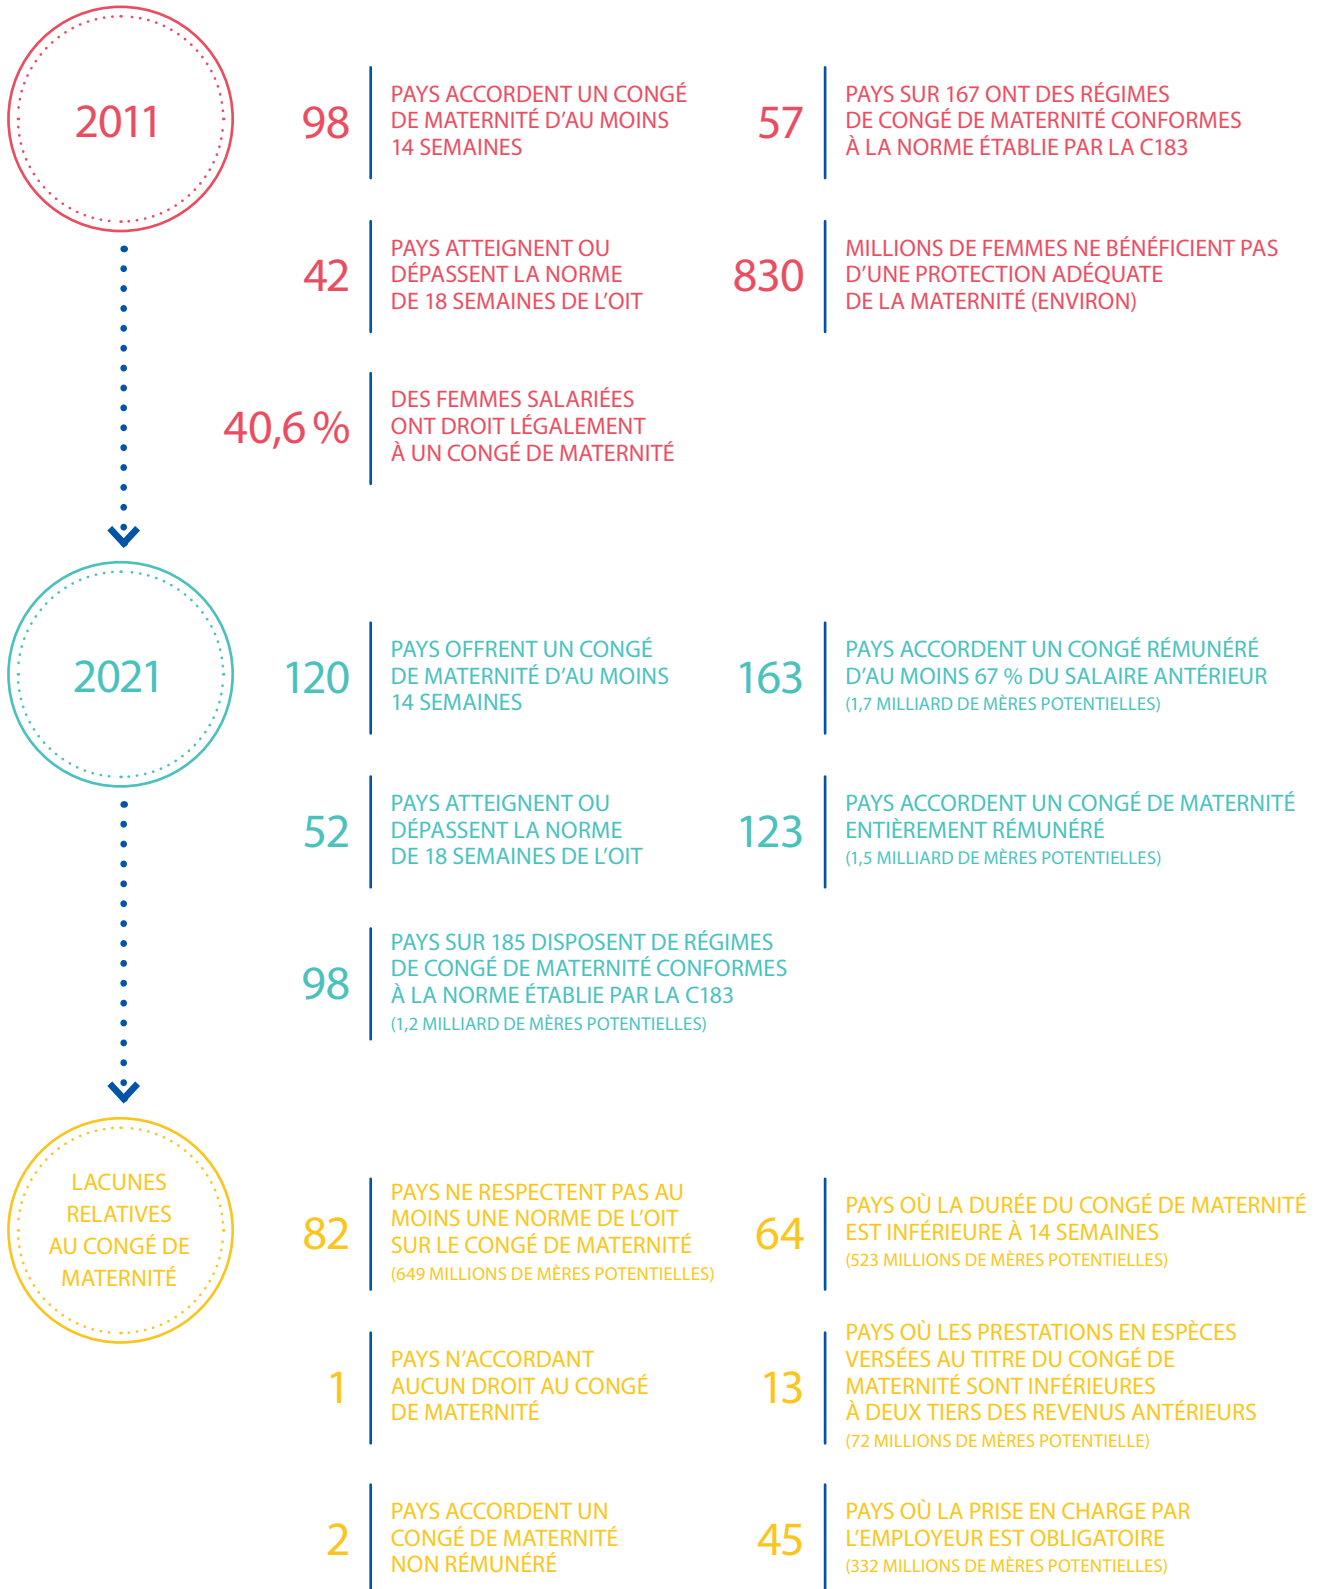 2011
98
PAYS ACCORDENT UN CONGÉ
DE MATERNITÉ D'AU MOINS
14 SEMAINES
57
PAYS SUR 167 ONT DES RÉGIMES
DE CONGÉ DE MATERNITÉ CONFORMES
À LA NORME ÉTABLIE PAR LA C183
42
PAYS ATTEIGNENT OU
DÉPASSENT LA NORME
DE 18 SEMAINES DE L'OIT
830
MILLIONS DE FEMMES NE BÉNÉFICIENT PAS
D'UNE PROTECTION ADÉQUATE
DE LA MATERNITÉ (ENVIRON)
40,6 %
DES FEMMES SALARIÉES
ONT DROIT LÉGALEMENT
À UN CONGÉ DE MATERNITÉ
2021
120
PAYS OFFRENT UN CONGÉ
DE MATERNITÉ D'AU MOINS
14 SEMAINES
163
PAYS ACCORDENT UN CONGÉ RÉMUNÉRÉ
D'AU MOINS 67 % DU SALAIRE ANTÉRIEUR
(1,7 MILLIARD DE MÈRES POTENTIELLES)
52
PAYS ATTEIGNENT OU
DÉPASSENT LA NORME
DE 18 SEMAINES DE L'OIT
123
PAYS ACCORDENT UN CONGÉ DE MATERNITÉ
ENTIÈREMENT RÉMUNÉRÉ
(1,5 MILLIARD DE MÈRES POTENTIELLES)
98
PAYS SUR 185 DISPOSENT DE RÉGIMES
DE CONGÉ DE MATERNITÉ CONFORMES
À LA NORME ÉTABLIE PAR LA C183
(1,2 MILLIARD DE MÈRES POTENTIELLES)
LACUNES
RELATIVES
AU CONGÉ DE
MATERNITÉ
82
PAYS NE RESPECTENT PAS AU
MOINS UNE NORME DE L'OIT
SUR LE CONGÉ DE MATERNITÉ
(649 MILLIONS DE MÈRES POTENTIELLES)
64
PAYS OÙ LA DURÉE DU CONGÉ DE MATERNITÉ
EST INFÉRIEURE À 14 SEMAINES
(523 MILLIONS DE MÈRES POTENTIELLES)
1
PAYS N'ACCORDANT
AUCUN DROIT AU CONGÉ
DE MATERNITÉ
13
PAYS OÙ LES PRESTATIONS EN ESPÈCES
VERSÉES AU TITRE DU CONGÉ DE
MATERNITÉ SONT INFÉRIEURES
À DEUX TIERS DES REVENUS ANTÉRIEURS
(72 MILLIONS DE MÈRES POTENTIELLE)
2
PAYS ACCORDENT UN
CONGÉ DE MATERNITÉ
NON RÉMUNÉRÉ
45
PAYS OÙ LA PRISE EN CHARGE PAR
L'EMPLOYEUR EST OBLIGATOIRE
(332 MILLIONS DE MÈRES POTENTIELLES)